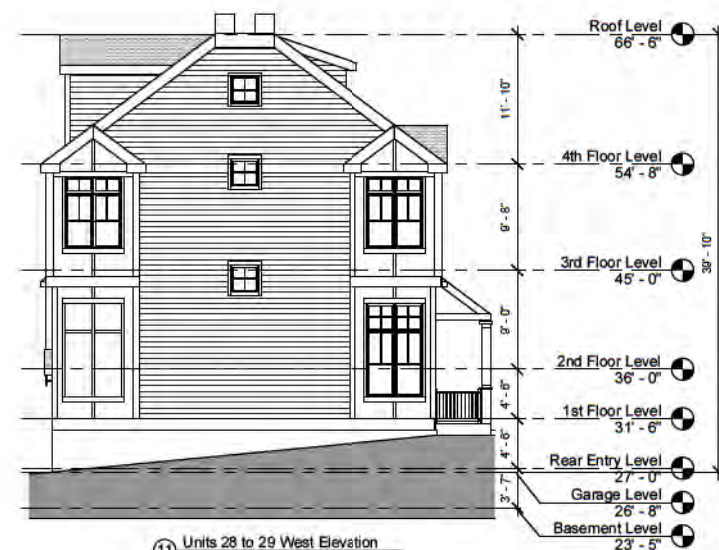 Roof Level
66' - 6"
11' - 10"
4th Floor Level
54' - 8"
9' - 8"
39' - 10"
3rd Floor Level
45' - 0"
9' - 0"
2nd Floor Level
36' - 0"
4' - 6"
1st Floor Level
31' - 6"
4' - 6"
Rear Entry Level
27' - 0"
3' - 7"
Garage Level
26' - 8"
Basement Level
23' - 5"
11 Units 28 to 29 West Elevation